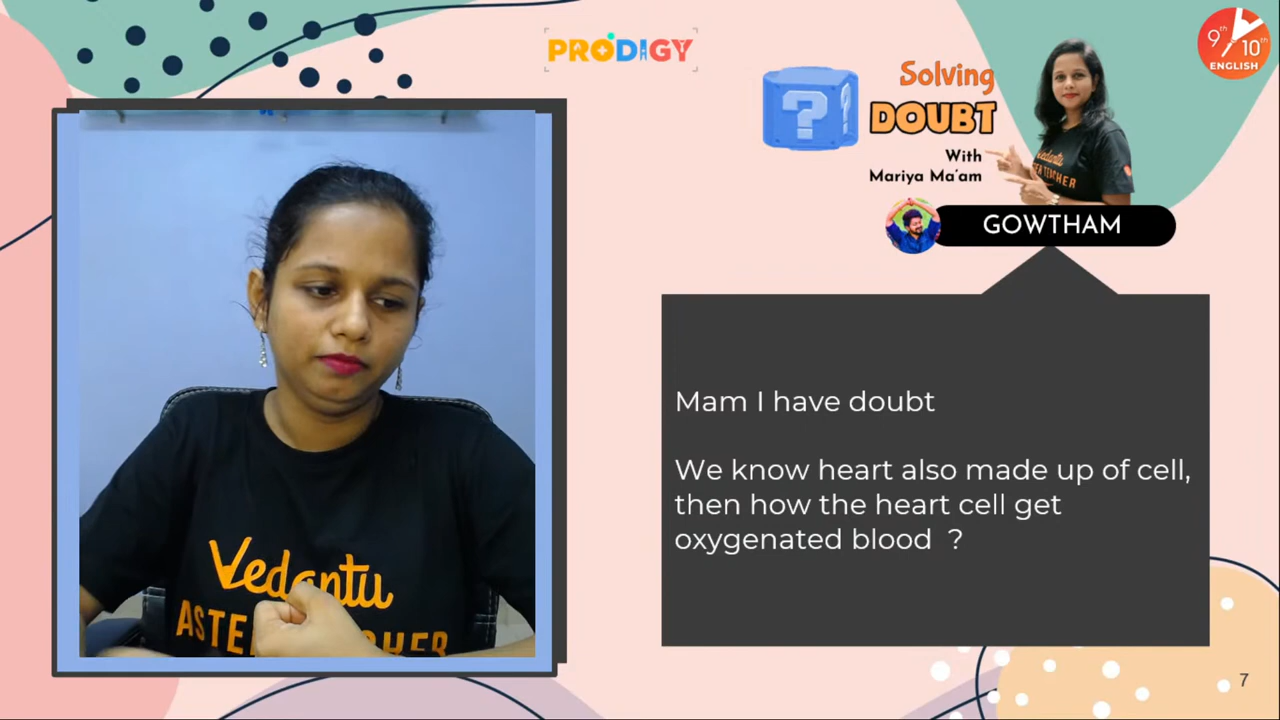 PRODIGY
9th 10th
ENGLISH
Solving
DOUBT
With
Mariya Ma'am
GOWTHAM
Mam I have doubt
We know heart also made up of cell,
then how the heart cell get
oxygenated blood ?
Vedantu
7